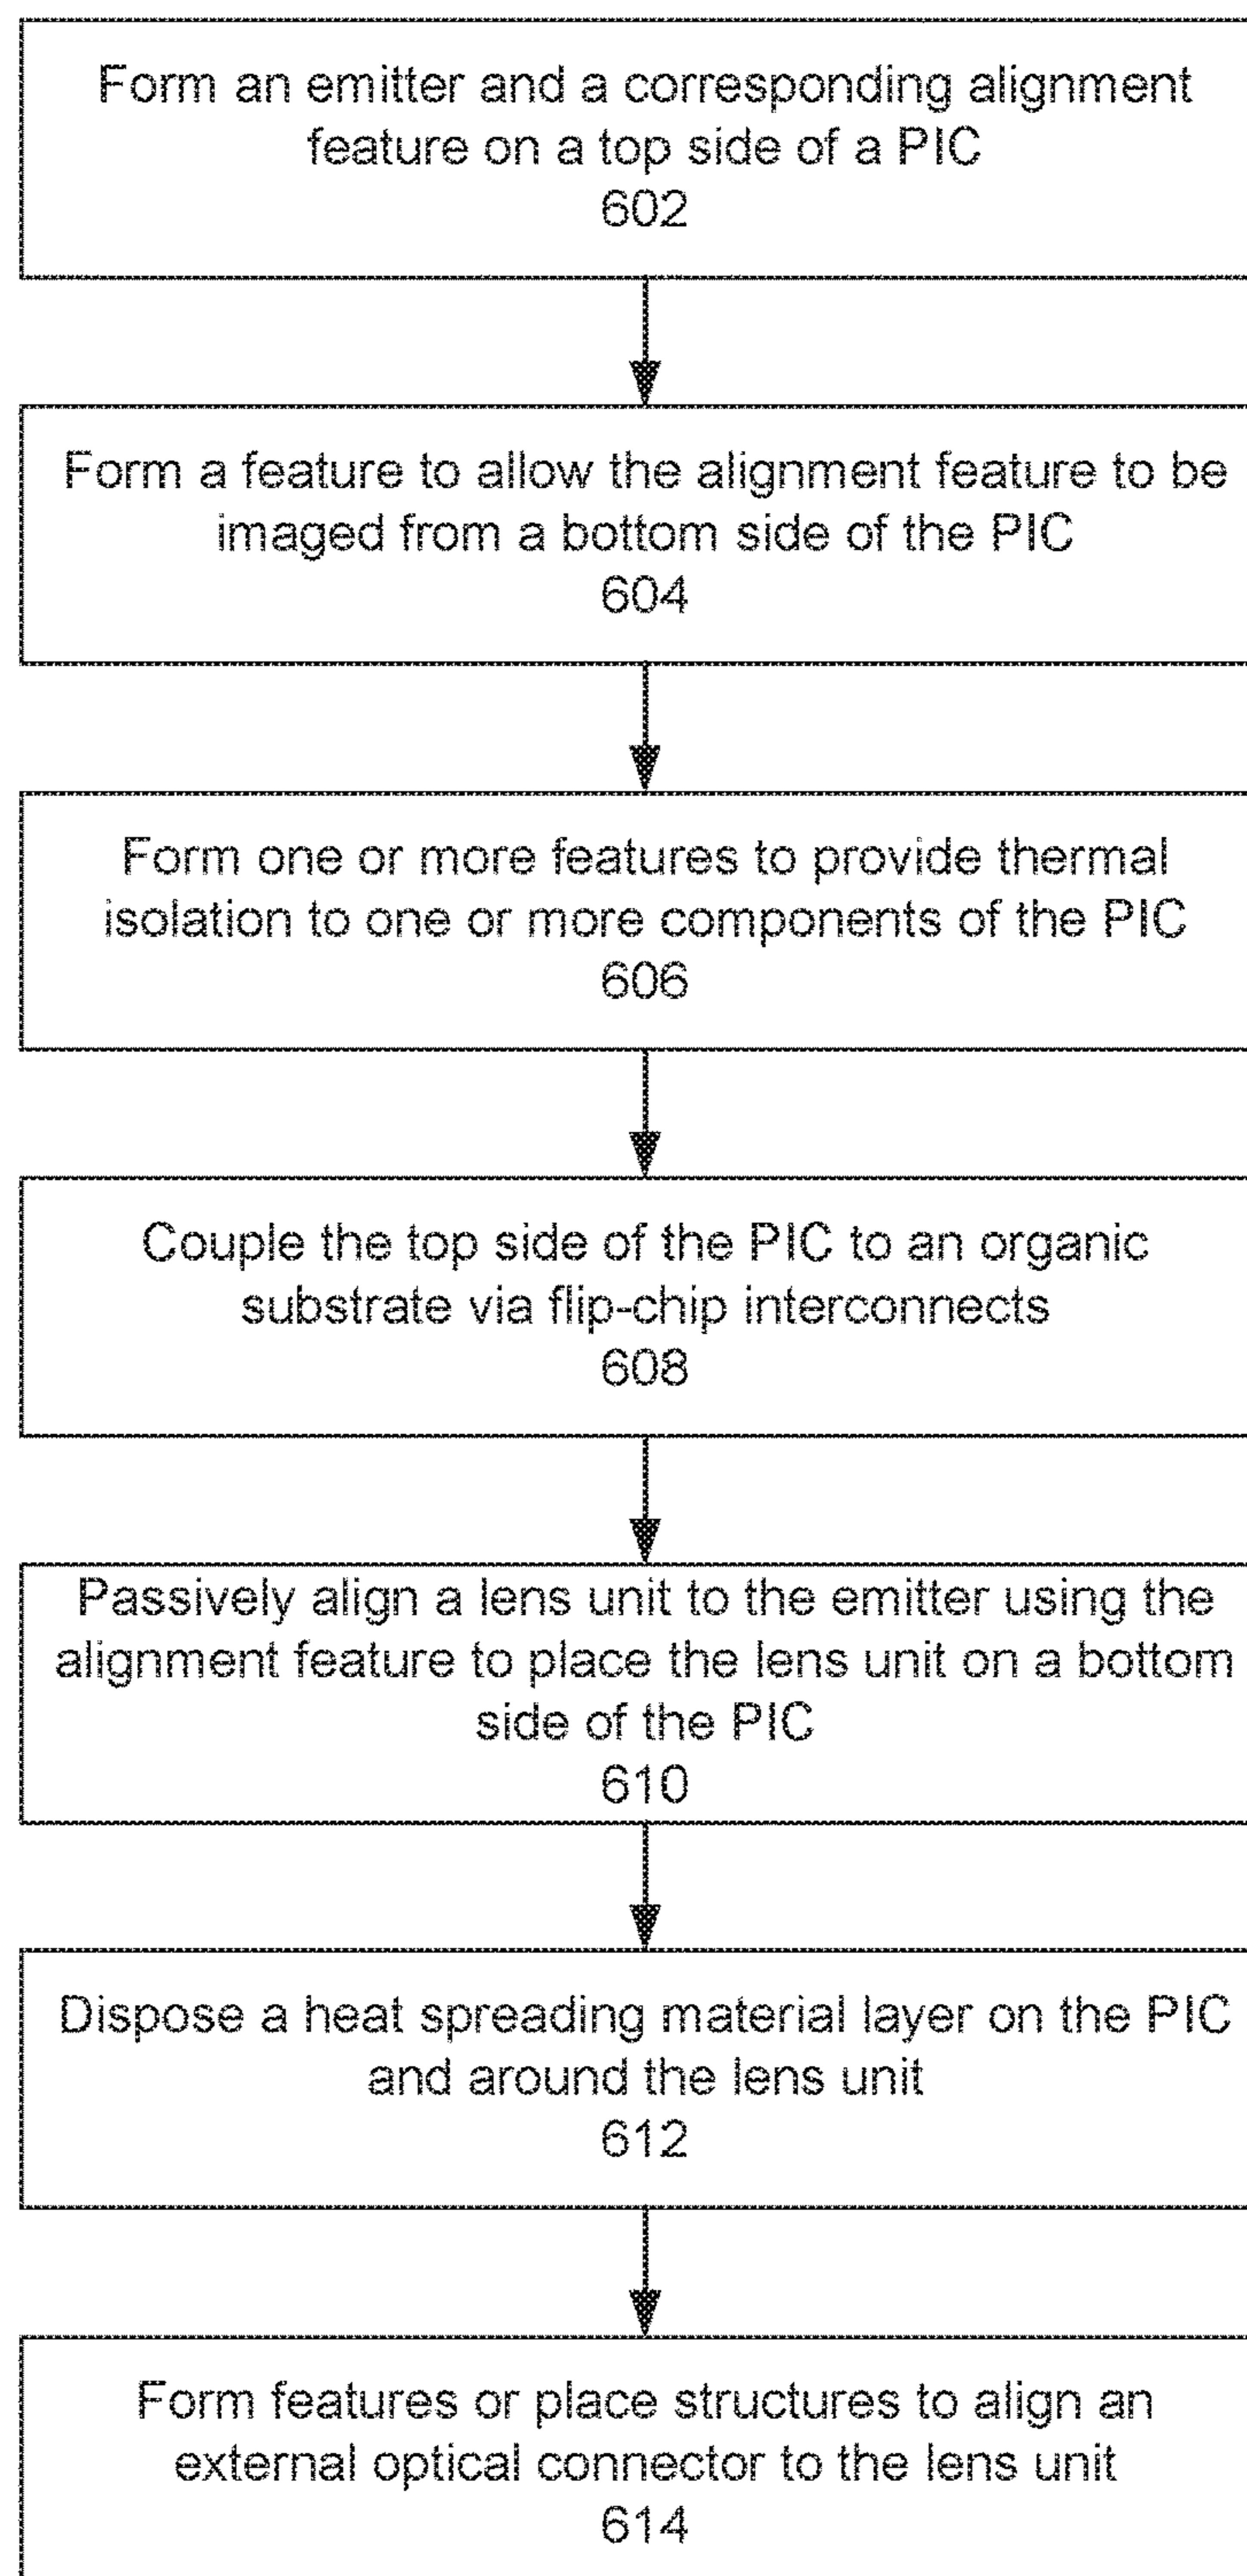 Form an emitter and a corresponding alignment
feature on a top side of a PIC
602
Form a feature to allow the alignment feature to be
imaged from a bottom side of the PIC
604
Form one or more features to provide thermal
isolation to one or more components of the PIC
606
Couple the top side of the PIC to an organic
substrate via flip-chip interconnects
608
Passively align a lens unit to the emitter using the
alignment feature to place the lens unit on a bottom
side of the PIC
610
Dispose a heat spreading material layer on the PIC
and around the lens unit
612
Form features or place structures to align an
external optical connector to the lens unit
614